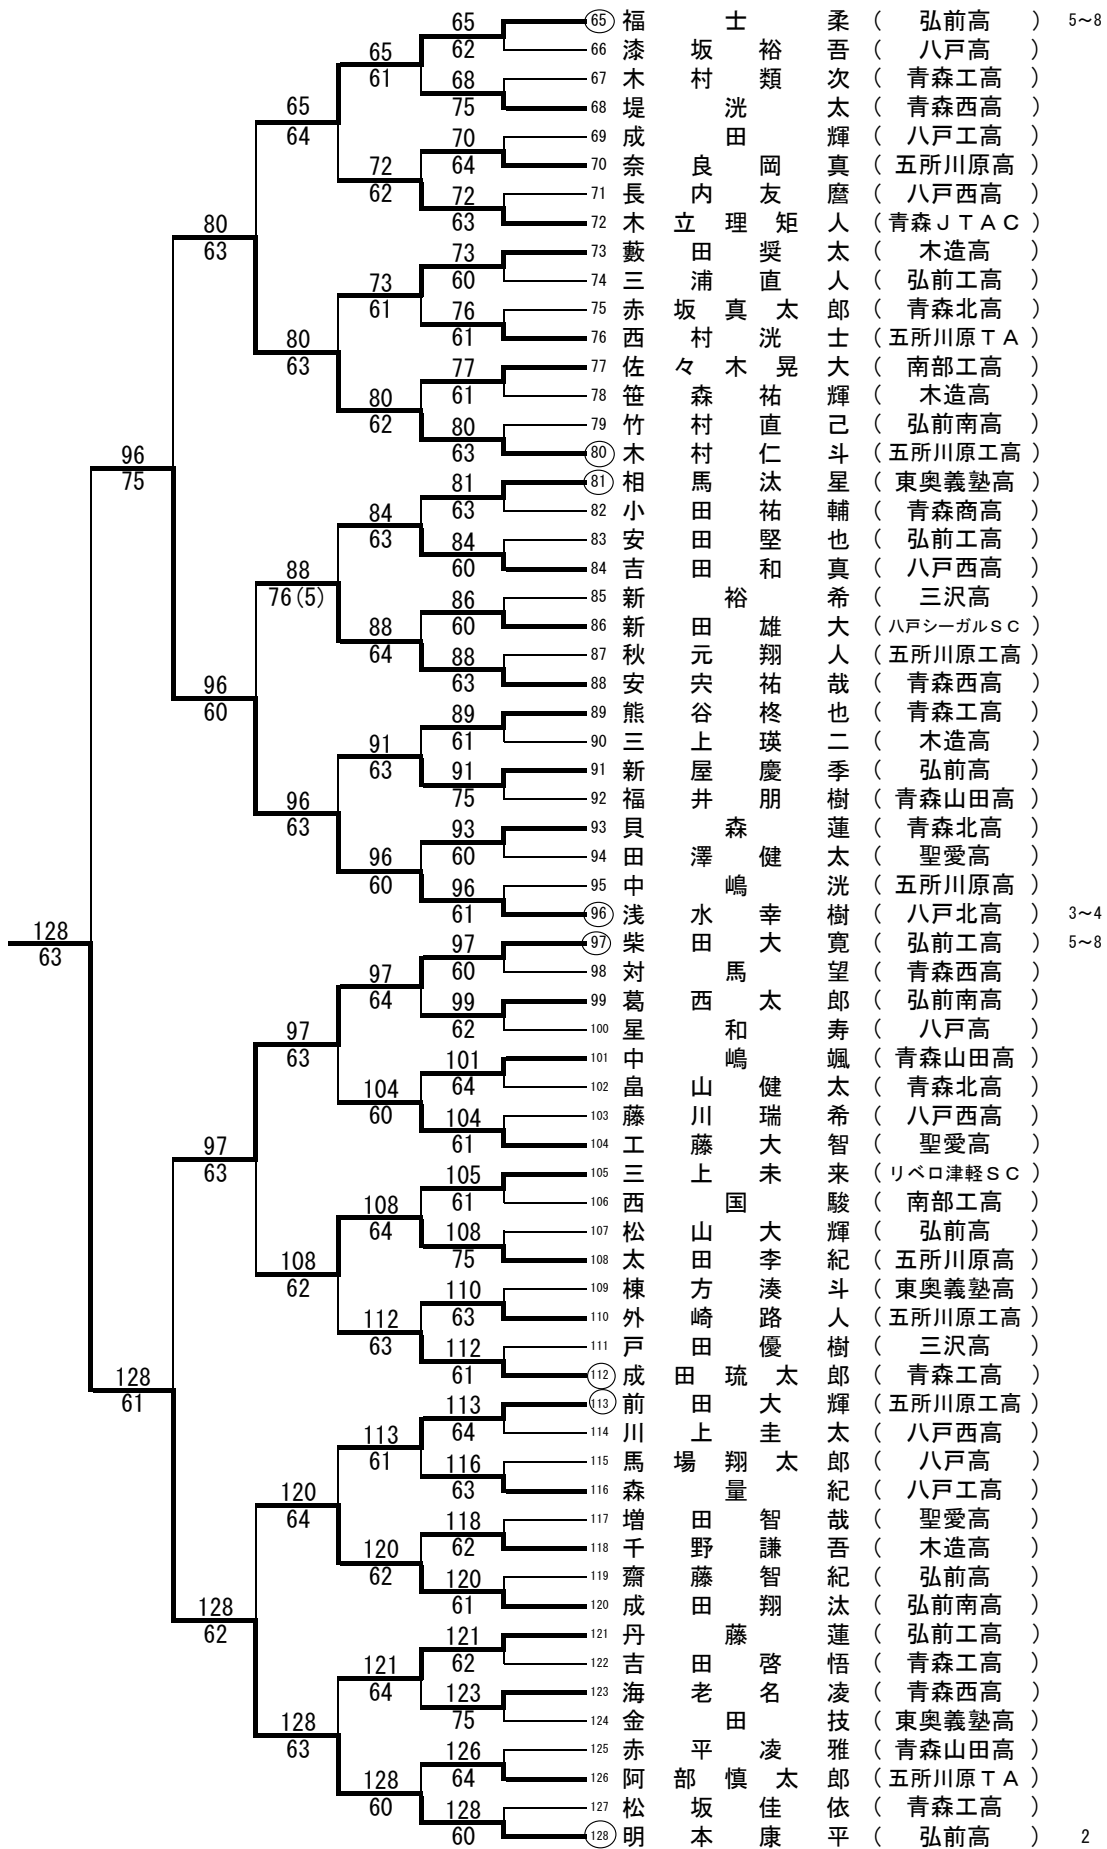 65 65 福士柔 ( 弘前高 ) 5~8
62 66 漆坂裕吾 ( 八戸高 )
65
61
68 67 木村類次 ( 青森工高 )
75 68 堤洸太 ( 青森西高 )
65
64
70 69 成田輝 ( 八戸工高 )
64 70 奈良岡真 ( 五所川原高 )
72
62
72 71 長内友麿 ( 八戸西高 )
63 72 木立理矩人 ( 青森JTAC )
80
63
73 73 藪田奨太 ( 木造高 )
60 74 三浦直人 ( 弘前工高 )
73
61
76 75 赤坂真太郎 ( 青森北高 )
61 76 西村洸士 ( 五所川原TA )
80
63
77 77 佐々木晃大 ( 南部工高 )
61 78 笹森祐輝 ( 木造高 )
80
62
80 79 竹村直己 ( 弘前南高 )
63 80 木村仁斗 ( 五所川原工高 )
96
75
81 81 相馬汰星 ( 東奥義塾高 )
63 82 小田祐輔 ( 青森商高 )
84
63
84 83 安田堅也 ( 弘前工高 )
60 84 吉田和真 ( 八戸西高 )
88
76(5)
86 85 新裕希 ( 三沢高 )
60 86 新田雄大 ( 八戸シーガルSC )
88
64
88 87 秋元翔人 ( 五所川原工高 )
63 88 安宍祐哉 ( 青森西高 )
96
60
89 89 熊谷柊也 ( 青森工高 )
61 90 三上瑛二 ( 木造高 )
91
63
91 91 新屋慶季 ( 弘前高 )
75 92 福井朋樹 ( 青森山田高 )
96
63
93 93 貝森蓮 ( 青森北高 )
60 94 田澤健太 ( 聖愛高 )
96
60
96 95 中嶋洸 ( 五所川原高 )
61 96 浅水幸樹 ( 八戸北高 ) 3~4
128
63
97 97 柴田大寛 ( 弘前工高 ) 5~8
60 98 対馬望 ( 青森西高 )
97
64
99 99 葛西太郎 ( 弘前南高 )
62 100 星和寿 ( 八戸高 )
97
63
101 101 中嶋颯 ( 青森山田高 )
64 102 畠山健太 ( 青森北高 )
104
60
104 103 藤川瑞希 ( 八戸西高 )
61 104 工藤大智 ( 聖愛高 )
97
63
105 105 三上未来 ( リベロ津軽SC )
61 106 西国駿 ( 南部工高 )
108
64
108 107 松山大輝 ( 弘前高 )
75 108 太田李紀 ( 五所川原高 )
108
62
110 109 棟方湊斗 ( 東奥義塾高 )
63 110 外崎路人 ( 五所川原工高 )
112
63
112 111 戸田優樹 ( 三沢高 )
61 112 成田琉太郎 ( 青森工高 )
128
61
113 113 前田大輝 ( 五所川原工高 )
64 114 川上圭太 ( 八戸西高 )
113
61
116 115 馬場翔太郎 ( 八戸高 )
63 116 森量紀 ( 八戸工高 )
120
64
118 117 増田智哉 ( 聖愛高 )
62 118 千野謙吾 ( 木造高 )
120
62
120 119 齋藤智紀 ( 弘前高 )
61 120 成田翔汰 ( 弘前南高 )
128
62
121 121 丹藤蓮 ( 弘前工高 )
62 122 吉田啓悟 ( 青森工高 )
121
64
123 123 海老名凌 ( 青森西高 )
75 124 金田技 ( 東奥義塾高 )
128
63
126 125 赤平凌雅 ( 青森山田高 )
64 126 阿部慎太郎 ( 五所川原TA )
128
60
128 127 松坂佳依 ( 青森工高 )
60 128 明本康平 ( 弘前高 ) 2